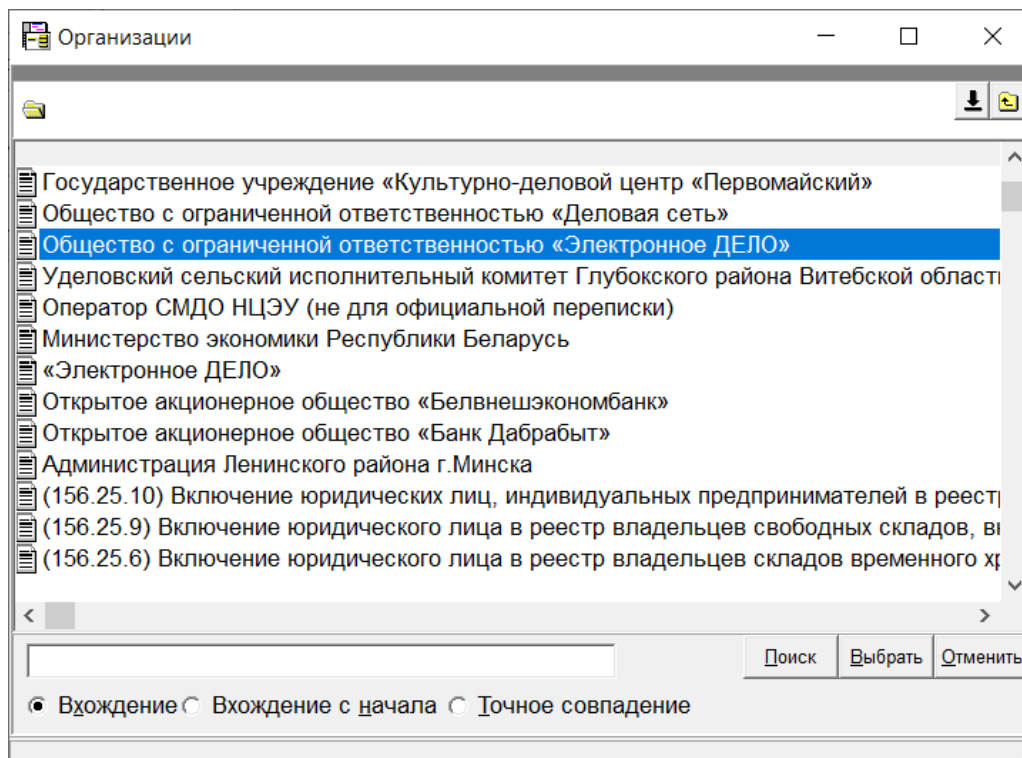 Организации
Государственное учреждение «Культурно-деловой центр «Первомайский»
Общество с ограниченной ответственностью «Деловая сеть»
Общество с ограниченной ответственностью «Электронное ДЕЛО»
Уделовский сельский исполнительный комитет Глубокского района Витебской
Оператор СМДО НЦЭУ (не для официальной переписки)
Министерство экономики Республики Беларусь
«Электронное ДЕЛО»
Открытое акционерное общество «Белвнешэкономбанк»
Открытое акционерное общество «Банк Дабрабыт»
Администрация Ленинского района г.Минска
(156.25.10) Включение юридических лиц, индивидуальных предпринимателей в
(156.25.9) Включение юридического лица в реестр владельцев свободных складов,
(156.25.6) Включение юридического лица в реестр владельцев складов временного
Поиск Выбрать Отменить
Вхождение Вхождение с начала Точное совпадение